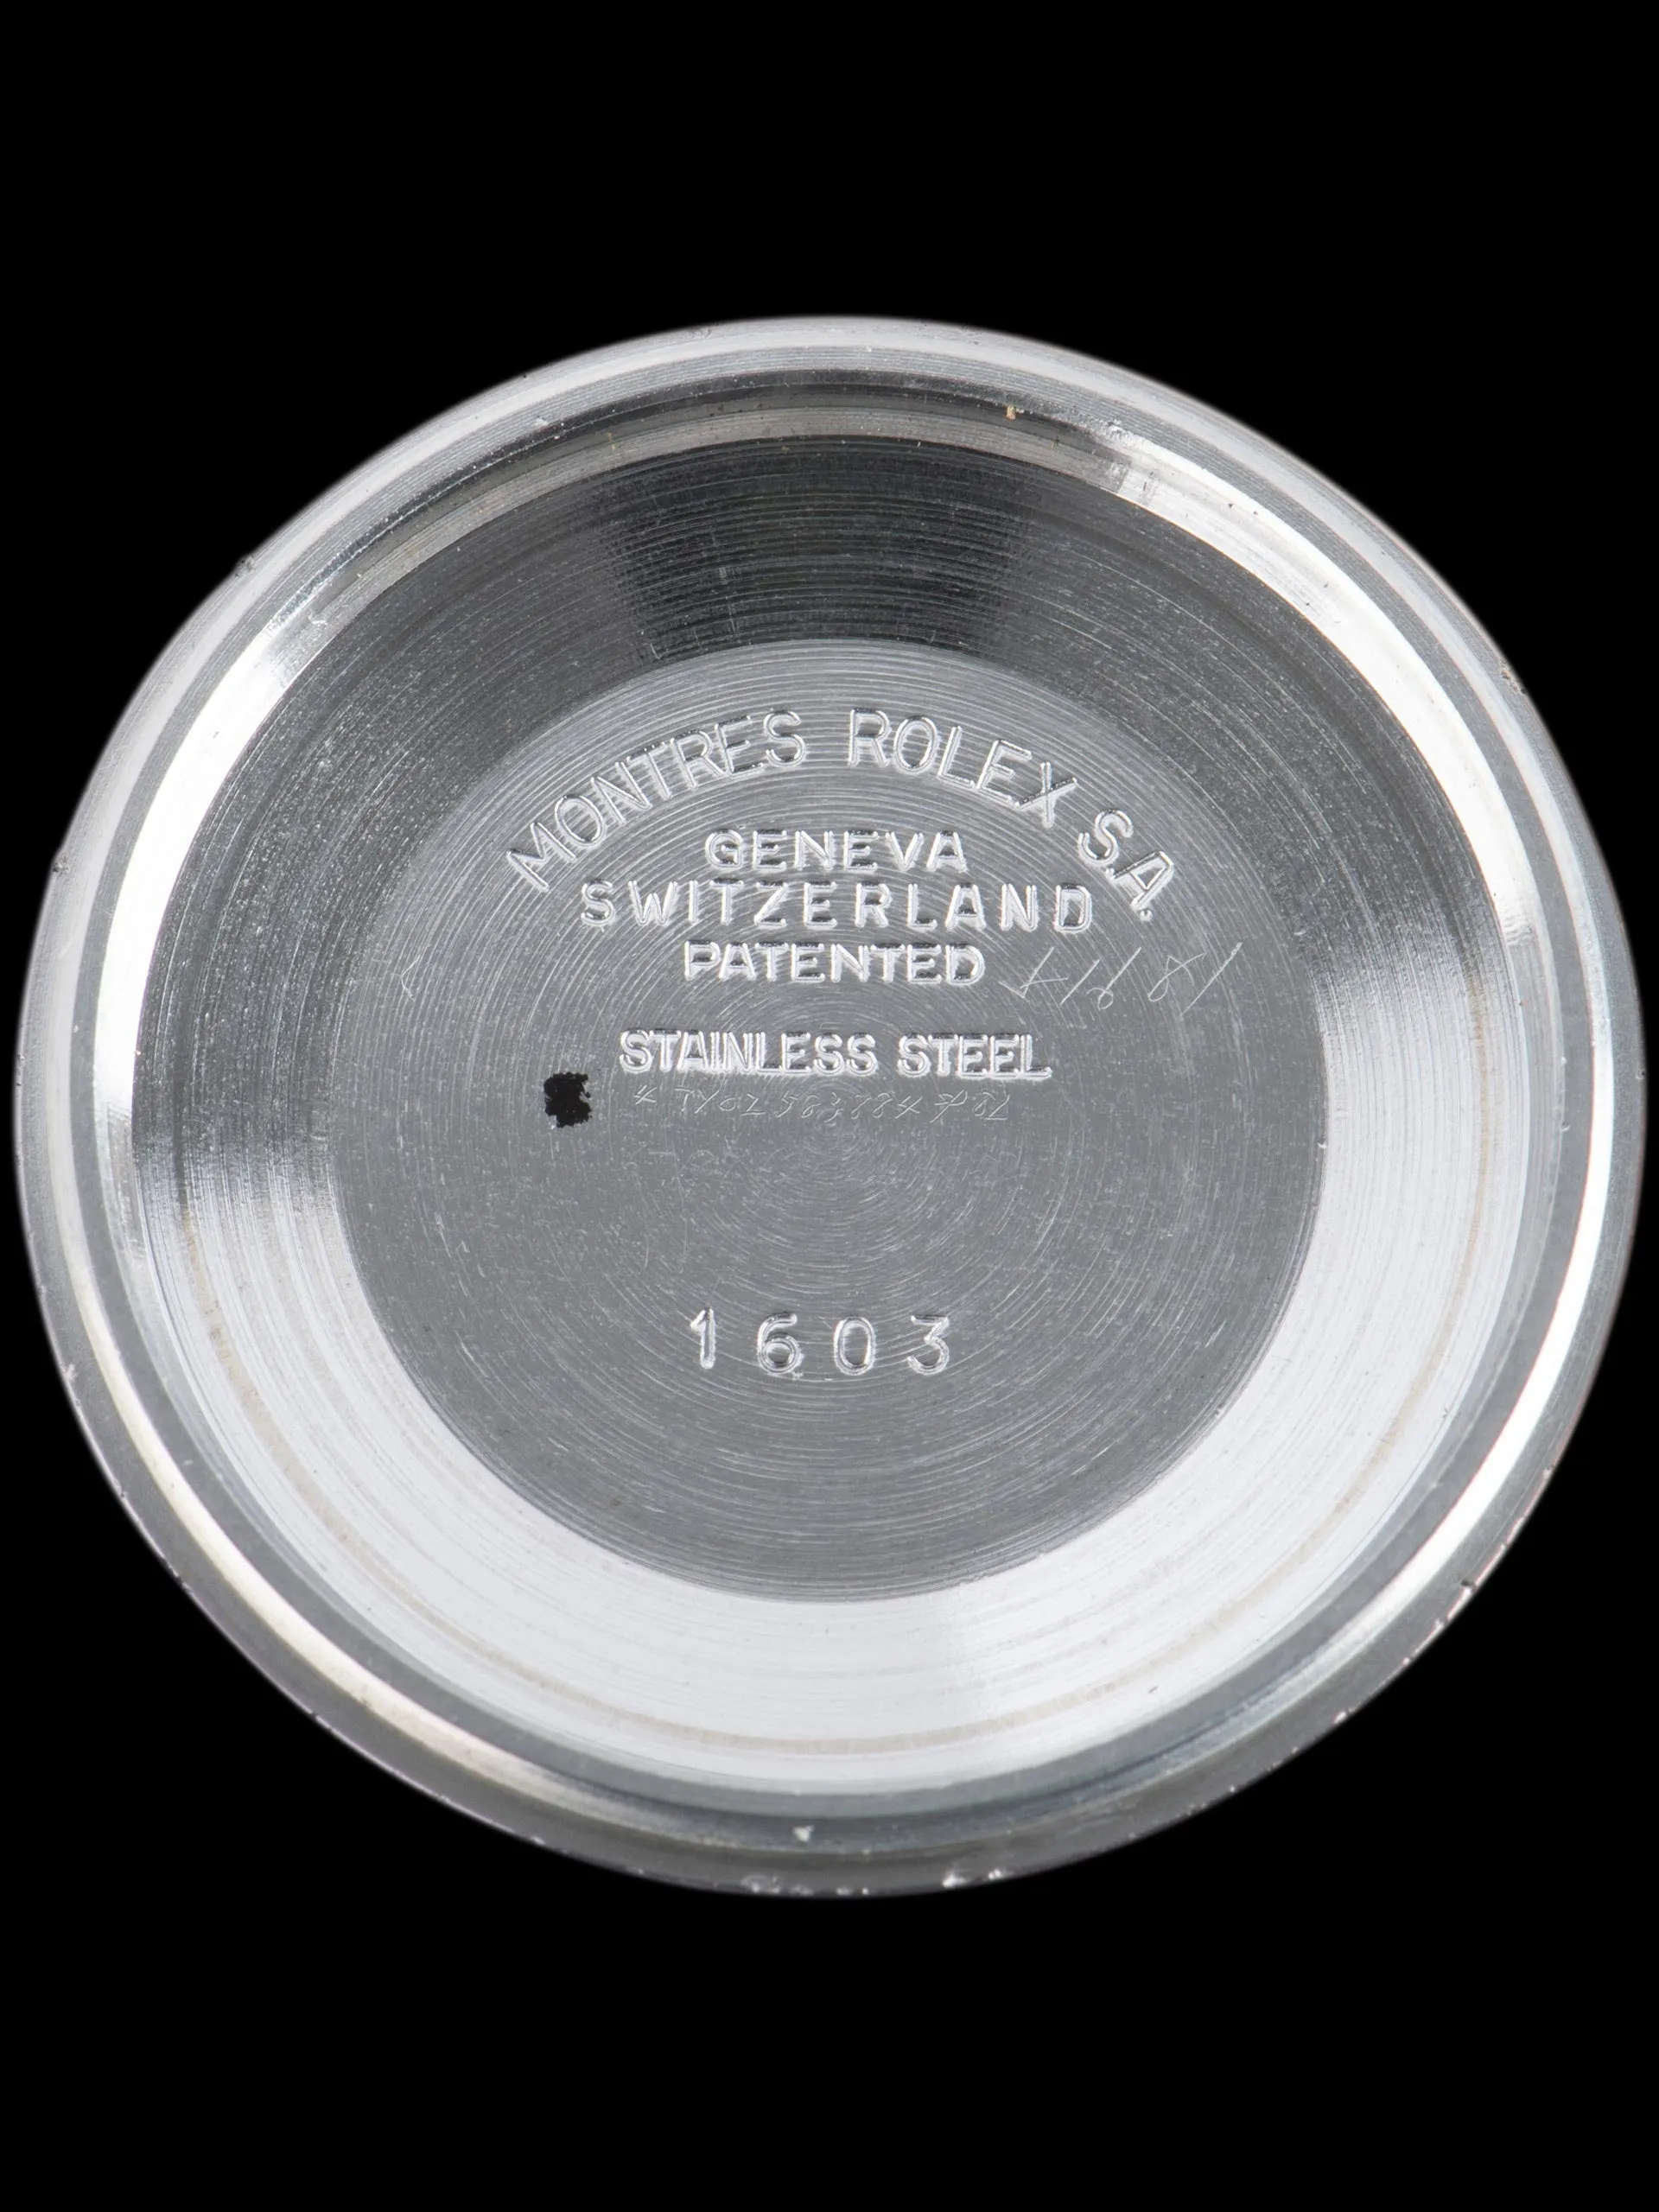 MONTRES ROLEX S.A.
GENEVA
SWITZERLAND
PATENTED
STAINLESS STEEL
1603